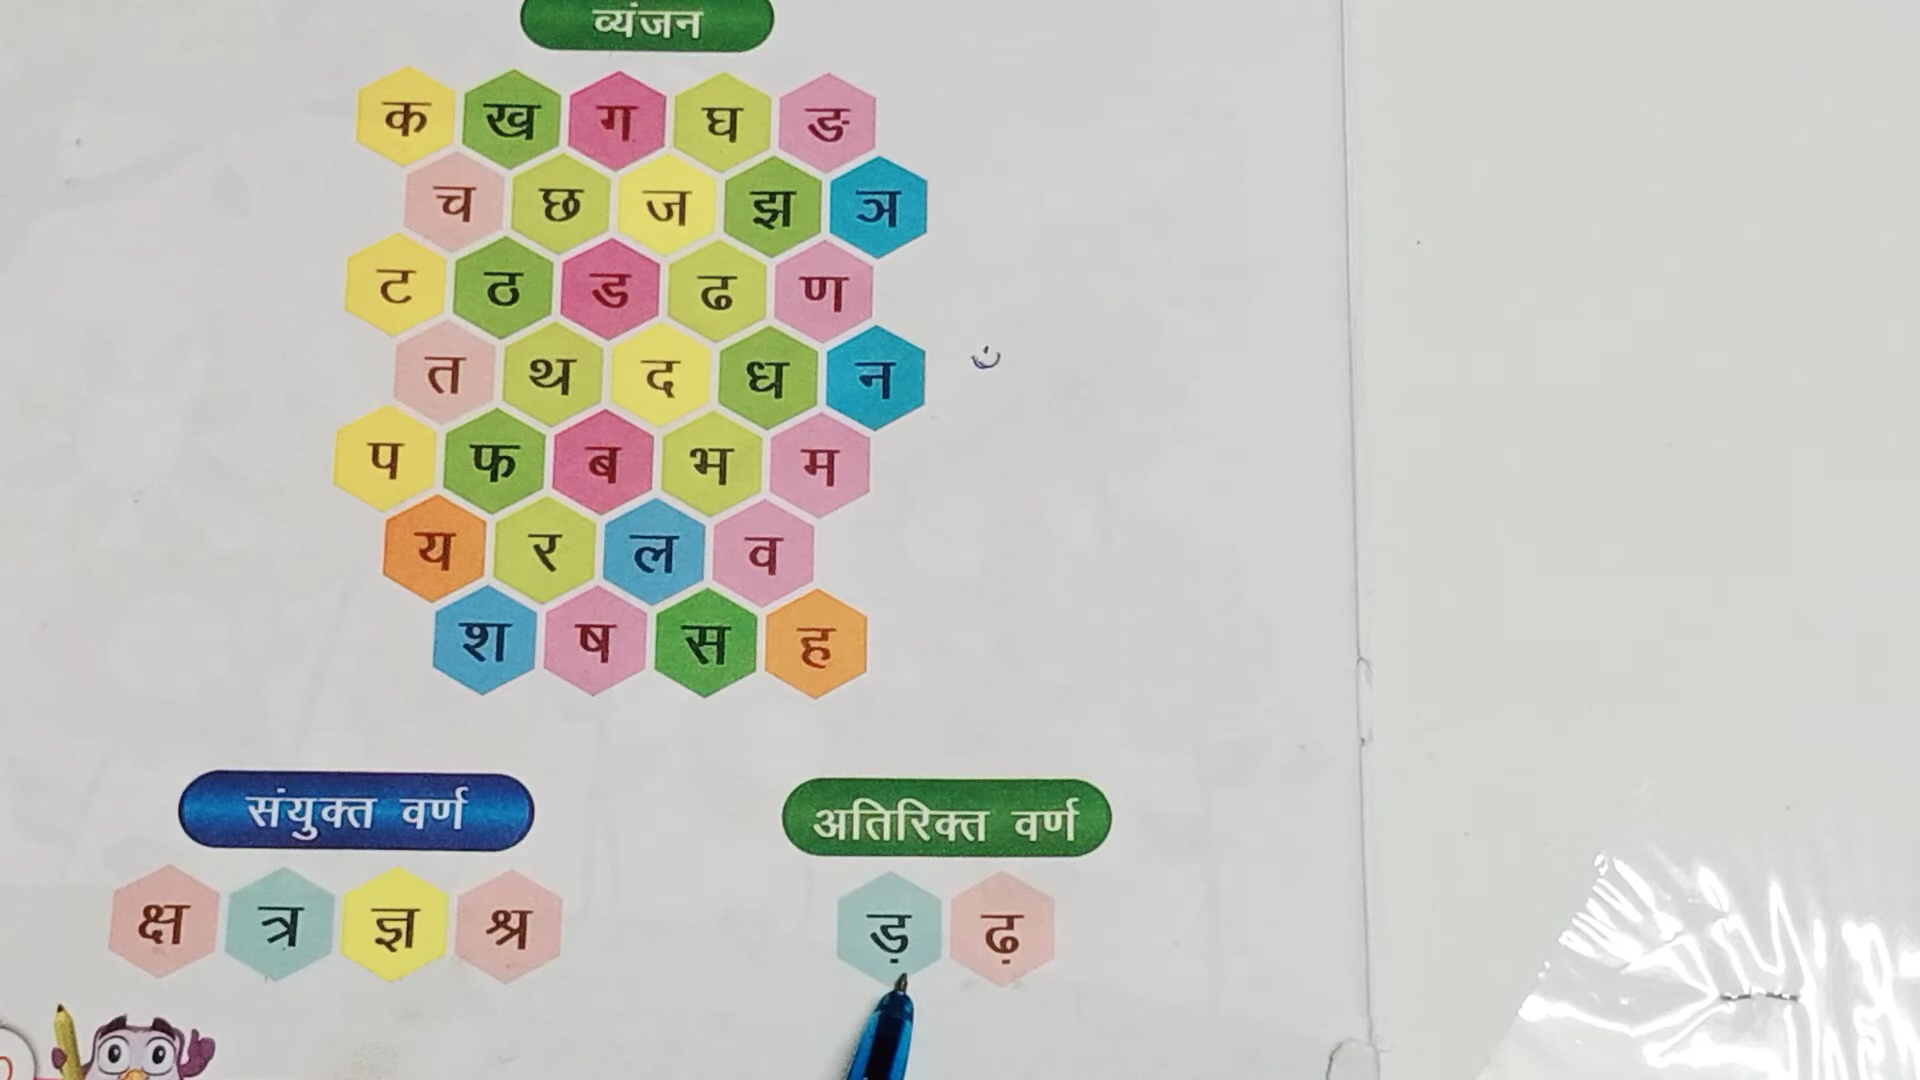 व्यंजन
क ख ग घ ङ
च छ ज झ ञ
ट ठ ड ढ ण
त थ द ध न
प फ ब भ म
य र ल व
श ष स ह
संयुक्त वर्ण
अतिरिक्त वर्ण
क्ष त्र ज्ञ श्र
ड़ ढ़